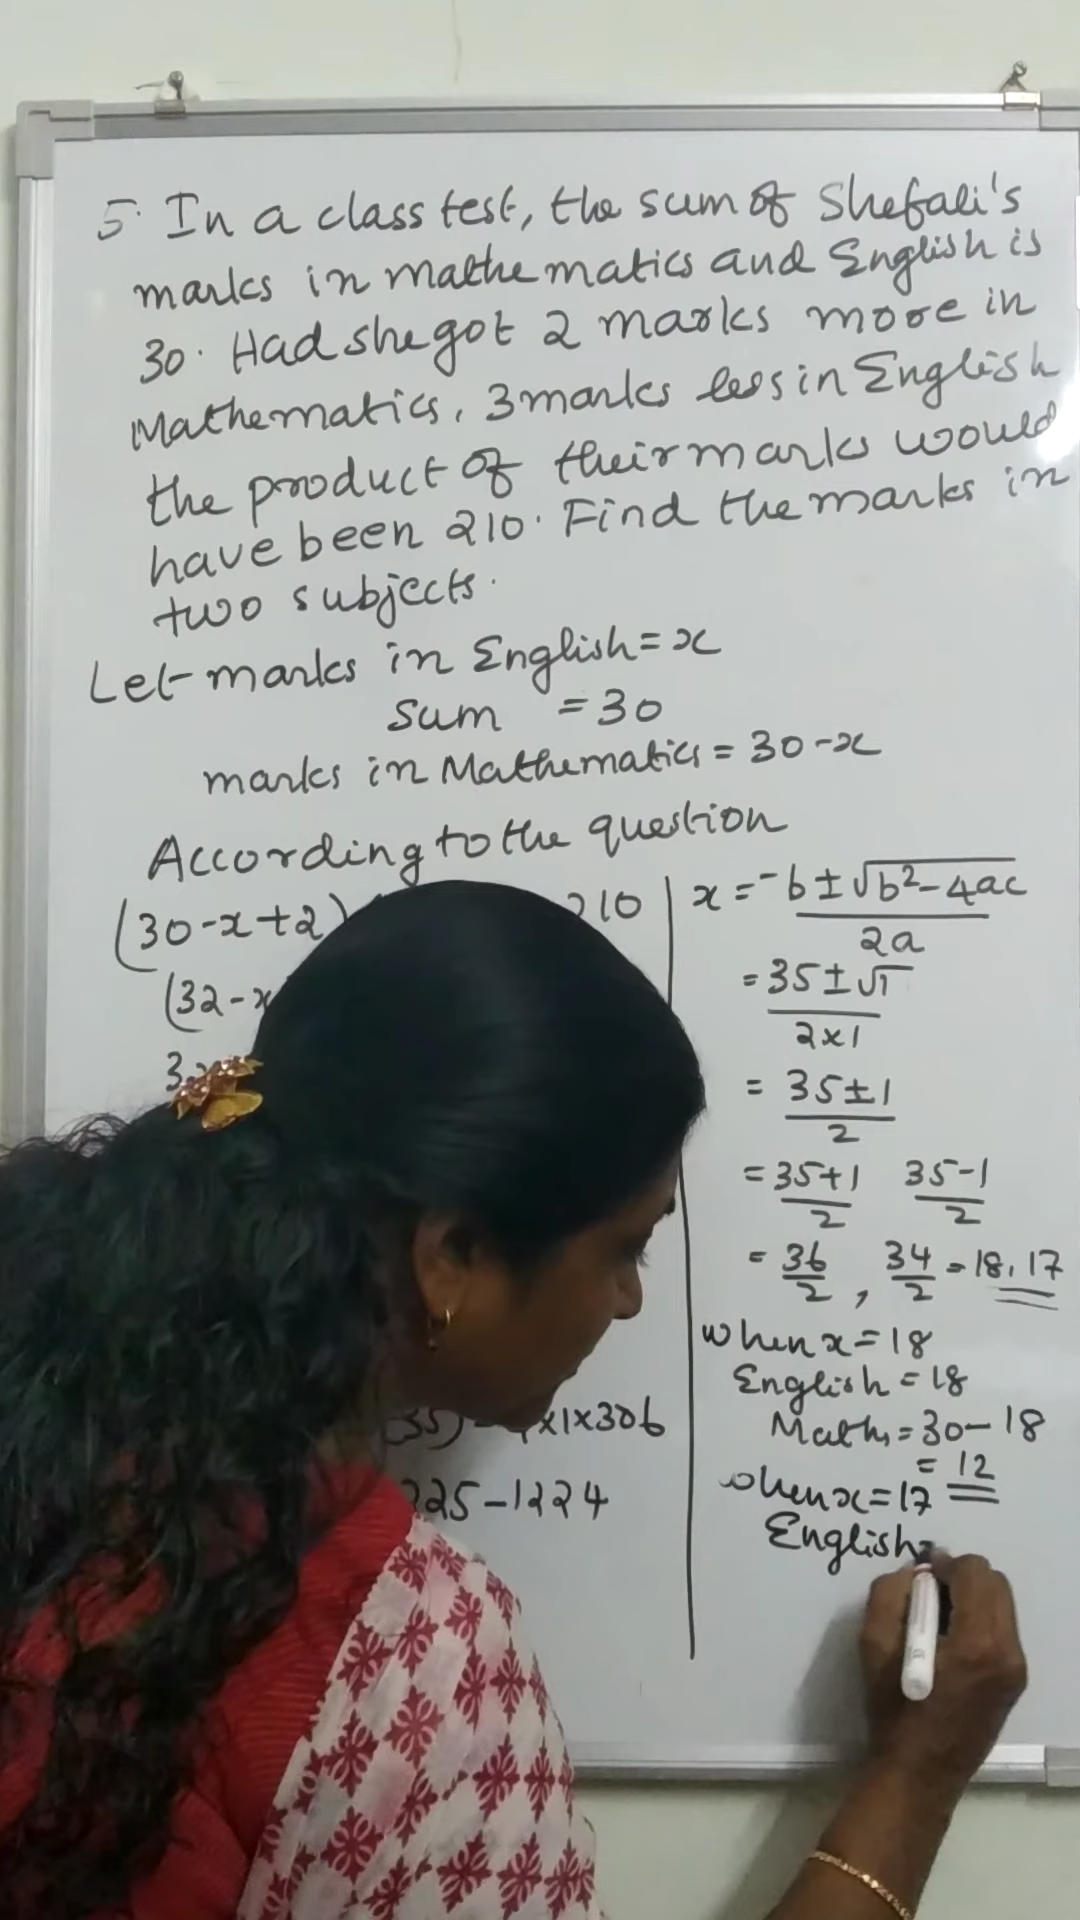 5. In a class test, the sum of Shefali's
marks in mathematics and English is
30. Had she got 2 marks more in
Mathematics, 3 marks less in English
the product of their marks would
have been 210. Find the marks in
two subjects.
Let marks in English = x
Sum = 30
marks in Mathematics = 30 - x
According to the question
(30-x+2)
210
(32-x
3
35) - 4x1x306
225 - 1224
x = -b ± √b² - 4ac
2a
= 35 ± √1
2x1
= 35 ± 1
2
= 35+1 35-1
2 2
= 36 , 34 = 18, 17
2 2
when x = 18
English = 18
Maths = 30 - 18
= 12
when x = 17
English =